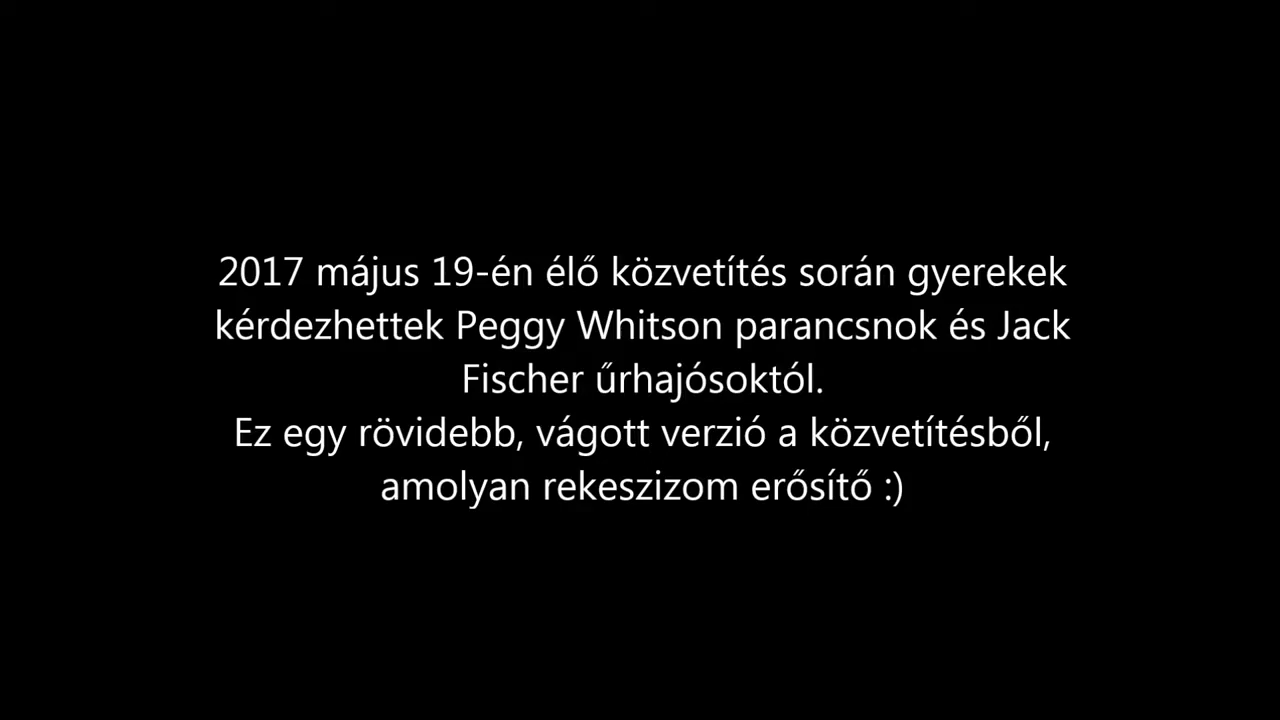 2017 május 19-én élő közvetítés során gyerekek
kérdezhettek Peggy Whitson parancsnok és Jack
Fischer űrhajósoktól.
Ez egy rövidebb, vágott verzió a közvetítésből,
amolyan rekeszizom erősítő :)